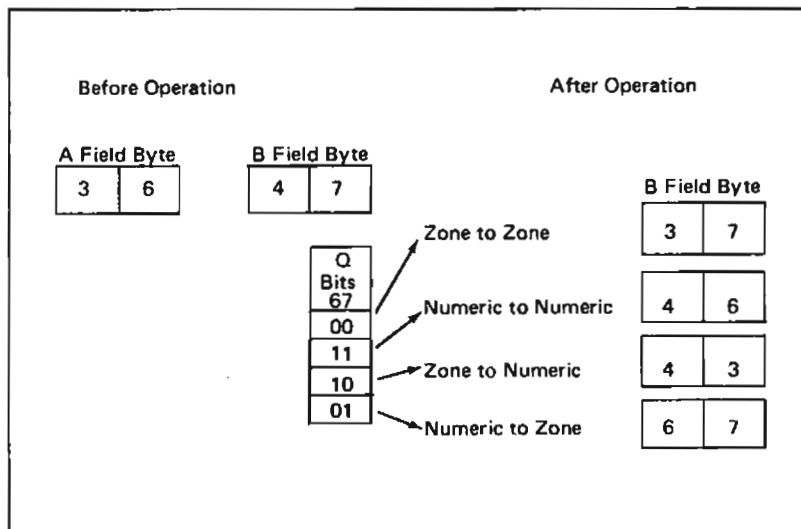 Before Operation
After Operation
A Field Byte
B Field Byte
3 6
4 7
B Field Byte
Q
Bits
67
00
11
10
01
Zone to Zone
3 7
Numeric to Numeric
4 6
Zone to Numeric
4 3
Numeric to Zone
6 7